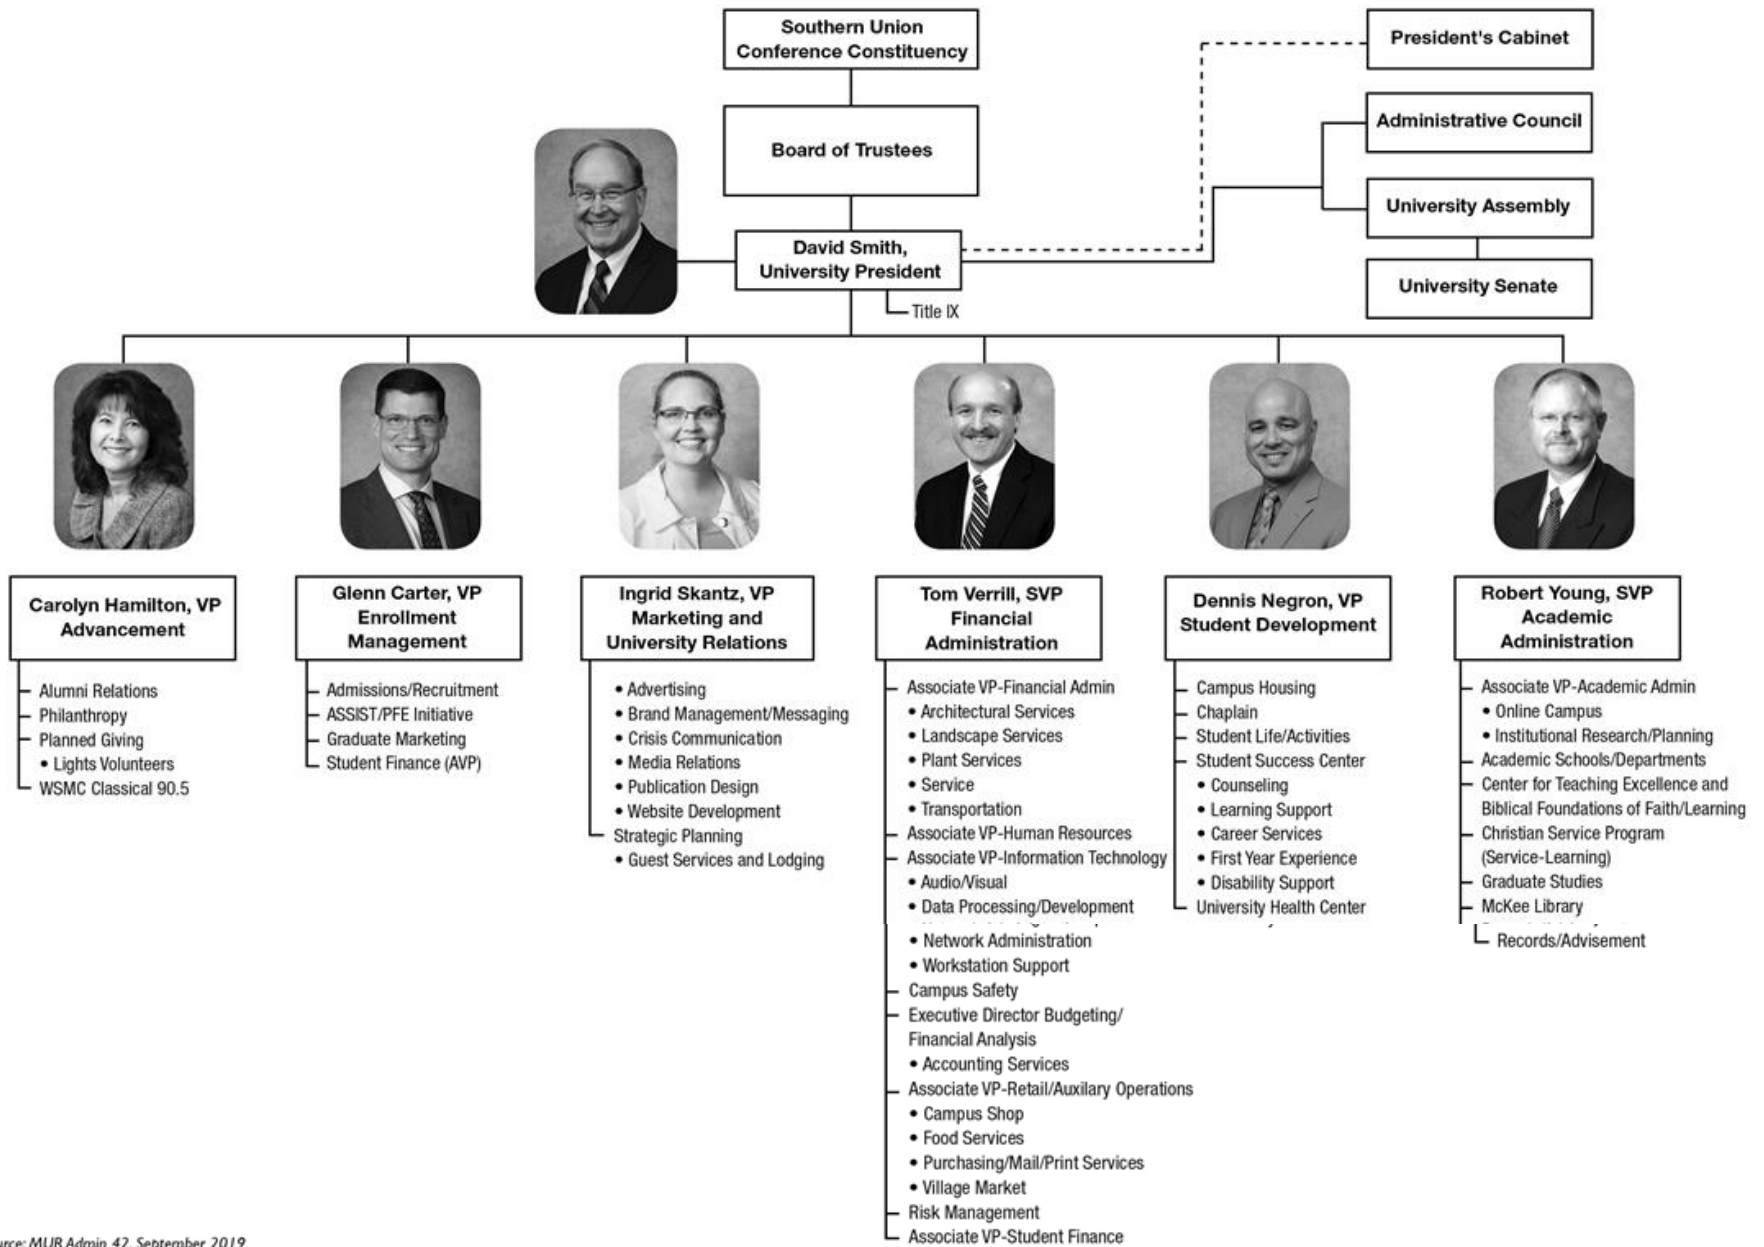 Southern Union
Conference Constituency
Board of Trustees
David Smith,
University President
Title IX
President's Cabinet
Administrative Council
University Assembly
University Senate
Carolyn Hamilton, VP
Advancement
Alumni Relations
Philanthropy
Planned Giving
• Lights Volunteers
WSMC Classical 90.5
Glenn Carter, VP
Enrollment
Management
Admissions/Recruitment
ASSIST/PFE Initiative
Graduate Marketing
Student Finance (AVP)
Ingrid Skantz, VP
Marketing and
University Relations
• Advertising
• Brand Management/Messaging
• Crisis Communication
• Media Relations
• Publication Design
• Website Development
Strategic Planning
• Guest Services and Lodging
Tom Verrill, SVP
Financial
Administration
Associate VP-Financial Admin
• Architectural Services
• Landscape Services
• Plant Services
• Service
• Transportation
Associate VP-Human Resources
Associate VP-Information Technology
• Audio/Visual
• Data Processing/Development
• Network Administration
• Workstation Support
Campus Safety
Executive Director Budgeting/
Financial Analysis
• Accounting Services
Associate VP-Retail/Auxilary Operations
• Campus Shop
• Food Services
• Purchasing/Mail/Print Services
• Village Market
Risk Management
Associate VP-Student Finance
Dennis Negron, VP
Student Development
Campus Housing
Chaplain
Student Life/Activities
Student Success Center
• Counseling
• Learning Support
• Career Services
• First Year Experience
• Disability Support
University Health Center
Robert Young, SVP
Academic
Administration
Associate VP-Academic Admin
• Online Campus
• Institutional Research/Planning
Academic Schools/Departments
Center for Teaching Excellence and
Biblical Foundations of Faith/Learning
Christian Service Program
(Service-Learning)
Graduate Studies
McKee Library
Records/Advisement
MUR Admin 42, September 2019